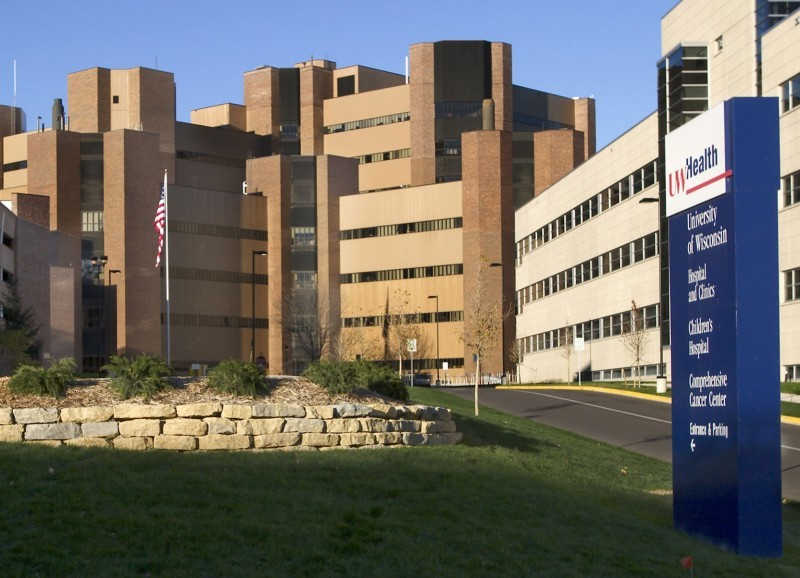 UWHealth
University
of Wisconsin
Hospital
and Clinics
Children's
Hospital
Comprehensive
Cancer Center
Entrance & Parking